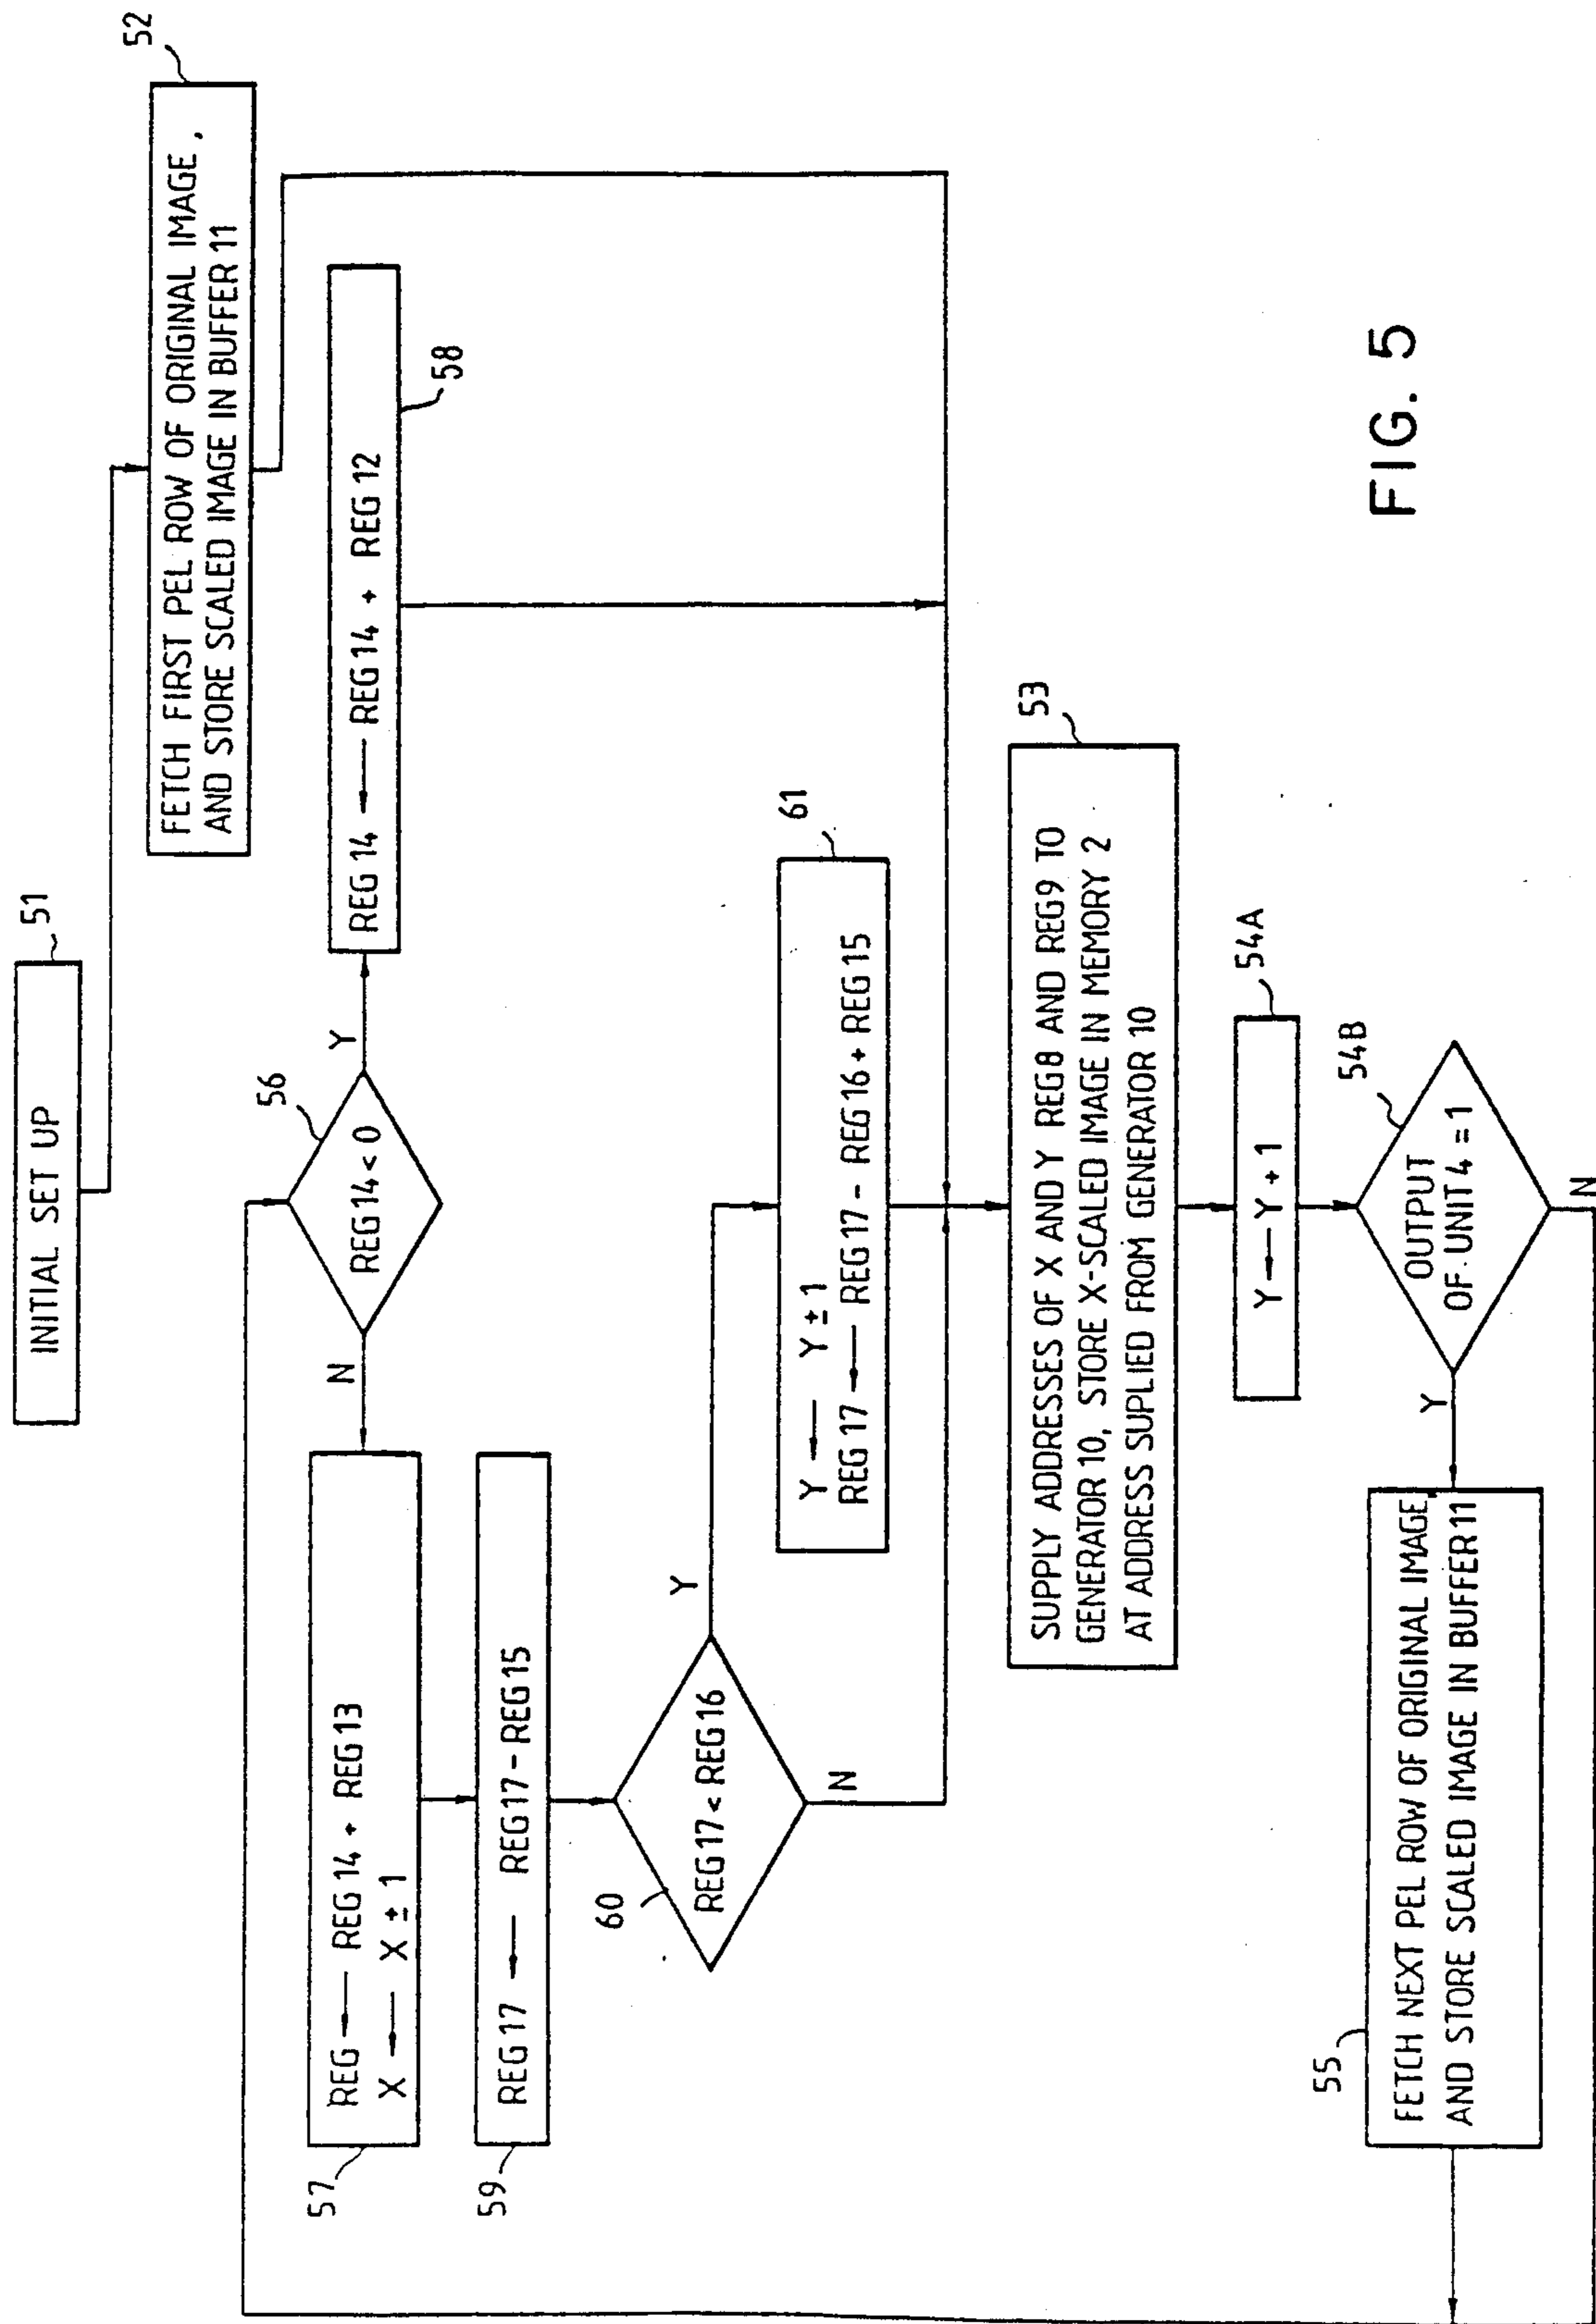 INITIAL SET UP
51
52
FETCH FIRST PEL ROW OF ORIGINAL IMAGE,
AND STORE SCALED IMAGE IN BUFFER 11
56
REG 14 < 0
N
Y
57
REG ← REG 14 + REG 13
X ← X ± 1
REG 14 ← REG 14 + REG 12
58
59
REG 17 ← REG 17 - REG 15
60
REG 17 < REG 16
Y
N
61
Y ← Y ± 1
REG 17 ← REG 17 - REG 16 + REG 15
53
SUPPLY ADDRESSES OF X AND Y REG 8 AND REG 9 TO
GENERATOR 10, STORE X-SCALED IMAGE IN MEMORY 2
AT ADDRESS SUPLIED FROM GENERATOR 10
54A
Y ← Y + 1
54B
OUTPUT
OF UNIT 4 = 1
Y
N
55
FETCH NEXT PEL ROW OF ORIGINAL IMAGE
AND STORE SCALED IMAGE IN BUFFER 11
FIG. 5